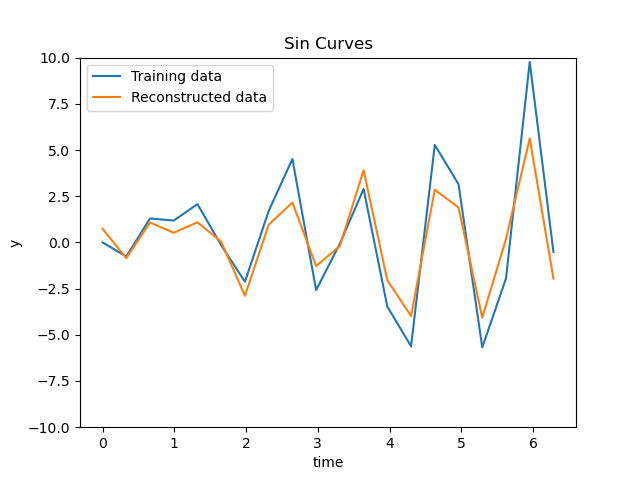 Sin Curves
Training data
Reconstructed data
10.0
7.5
5.0
2.5
0.0
−2.5
−5.0
−7.5
−10.0
y
0 1 2 3 4 5 6
time